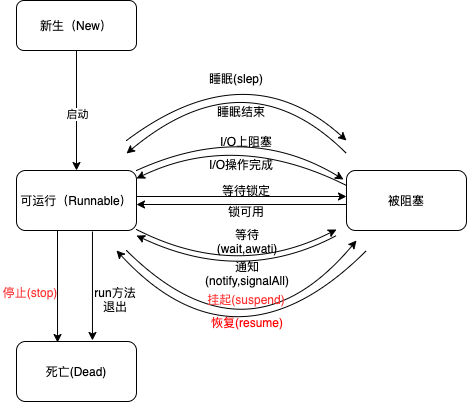 新生（New）
启动
睡眠(slep)
睡眠结束
I/O上阻塞
I/O操作完成
可运行（Runnable）
等待锁定
锁可用
被阻塞
等待
(wait,awati)
通知
(notify,signalAll)
挂起(suspend)
恢复(resume)
停止(stop)
run方法
退出
死亡(Dead)